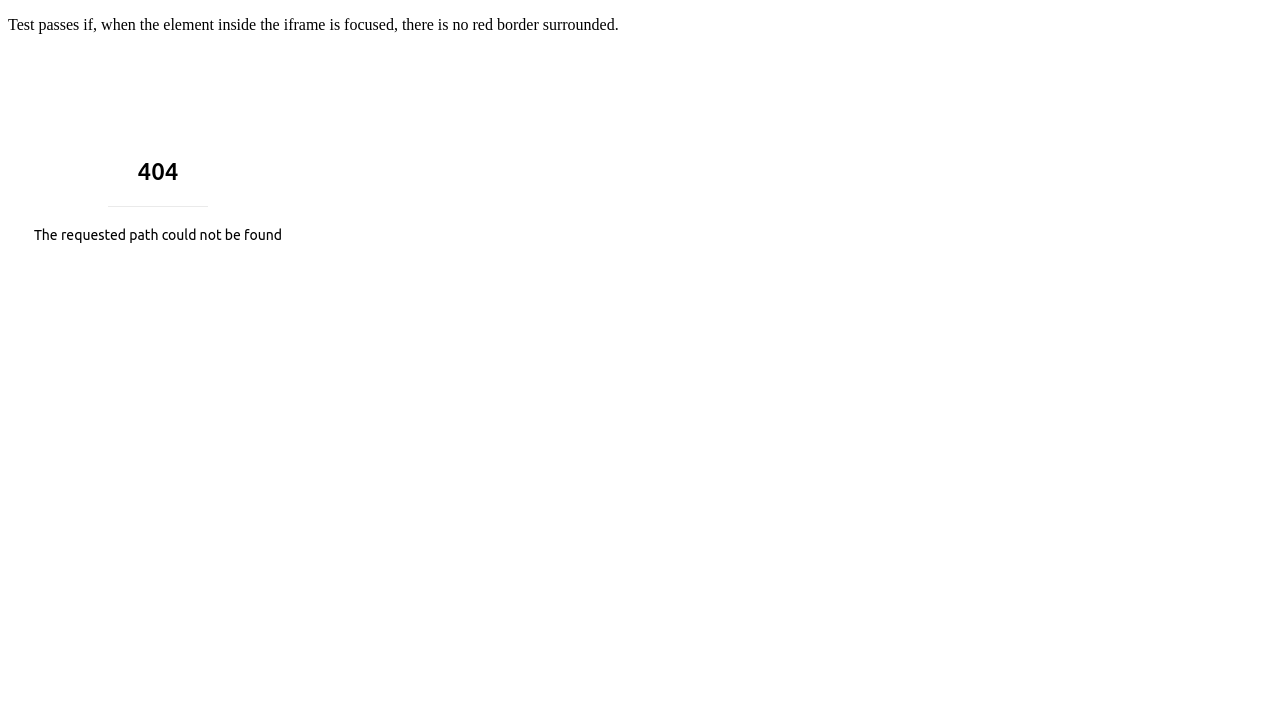 Test passes if, when the element inside the iframe is focused, there is no red border surrounded.
404
The requested path could not be found